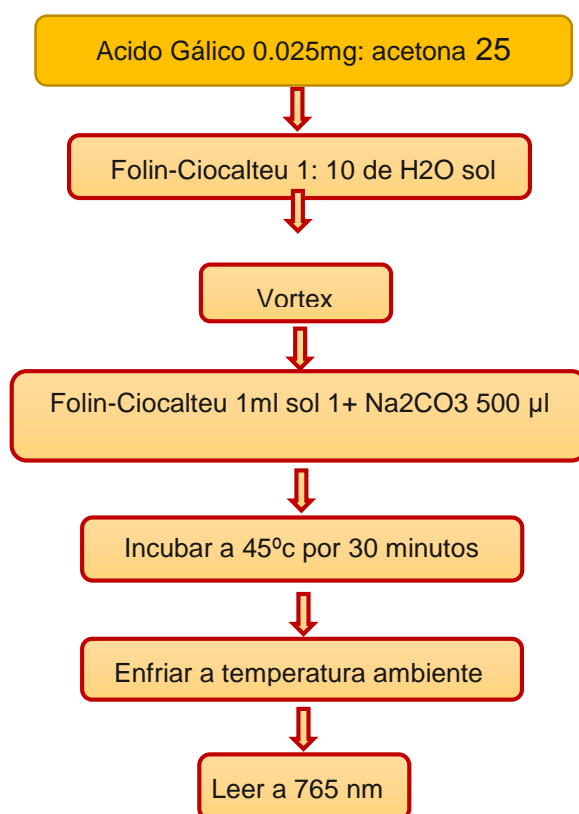 Acido Gálico 0.025mg: acetona 25
Folin-Ciocalteu 1: 10 de H2O sol
Vortex
Folin-Ciocalteu 1ml sol 1+ Na2CO3 500 µl
Incubar a 45ºc por 30 minutos
Enfriar a temperatura ambiente
Leer a 765 nm